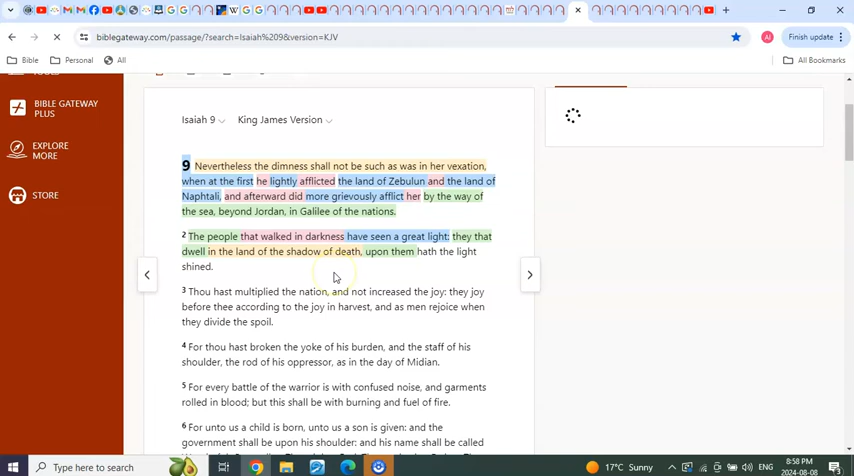 biblegateway.com/passage/?search=Isaiah%209&version=KJV
AI
Finish update
Bible
Personal
All
All Bookmarks
BIBLE GATEWAY
PLUS
EXPLORE
MORE
STORE
Isaiah 9
King James Version
9 Nevertheless the dimness shall not be such as was in her vexation,
when at the first he lightly afflicted the land of Zebulun and the land of
Naphtali, and afterward did more grievously afflict her by the way of
the sea, beyond Jordan, in Galilee of the nations.
2 The people that walked in darkness have seen a great light: they that
dwell in the land of the shadow of death, upon them hath the light
shined.
3 Thou hast multiplied the nation, and not increased the joy: they joy
before thee according to the joy in harvest, and as men rejoice when
they divide the spoil.
4 For thou hast broken the yoke of his burden, and the staff of his
shoulder, the rod of his oppressor, as in the day of Midian.
5 For every battle of the warrior is with confused noise, and garments
rolled in blood; but this shall be with burning and fuel of fire.
6 For unto us a child is born, unto us a son is given: and the
government shall be upon his shoulder: and his name shall be called
Type here to search
17°C Sunny
ENG
8:58 PM
2024-08-08